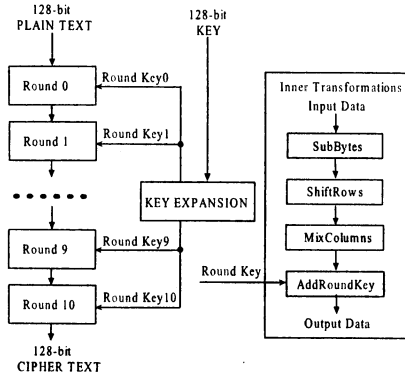 128-bit
PLAIN TEXT
Round 0
Round Key0
Round 1
Round Key1
128-bit
KEY
KEY EXPANSION
Round 9
Round Key9
Round 10
Round Key10
128-bit
CIPHER TEXT
Inner Transformations
Input Data
SubBytes
ShiftRows
MixColumns
Round Key
AddRoundKey
Output Data